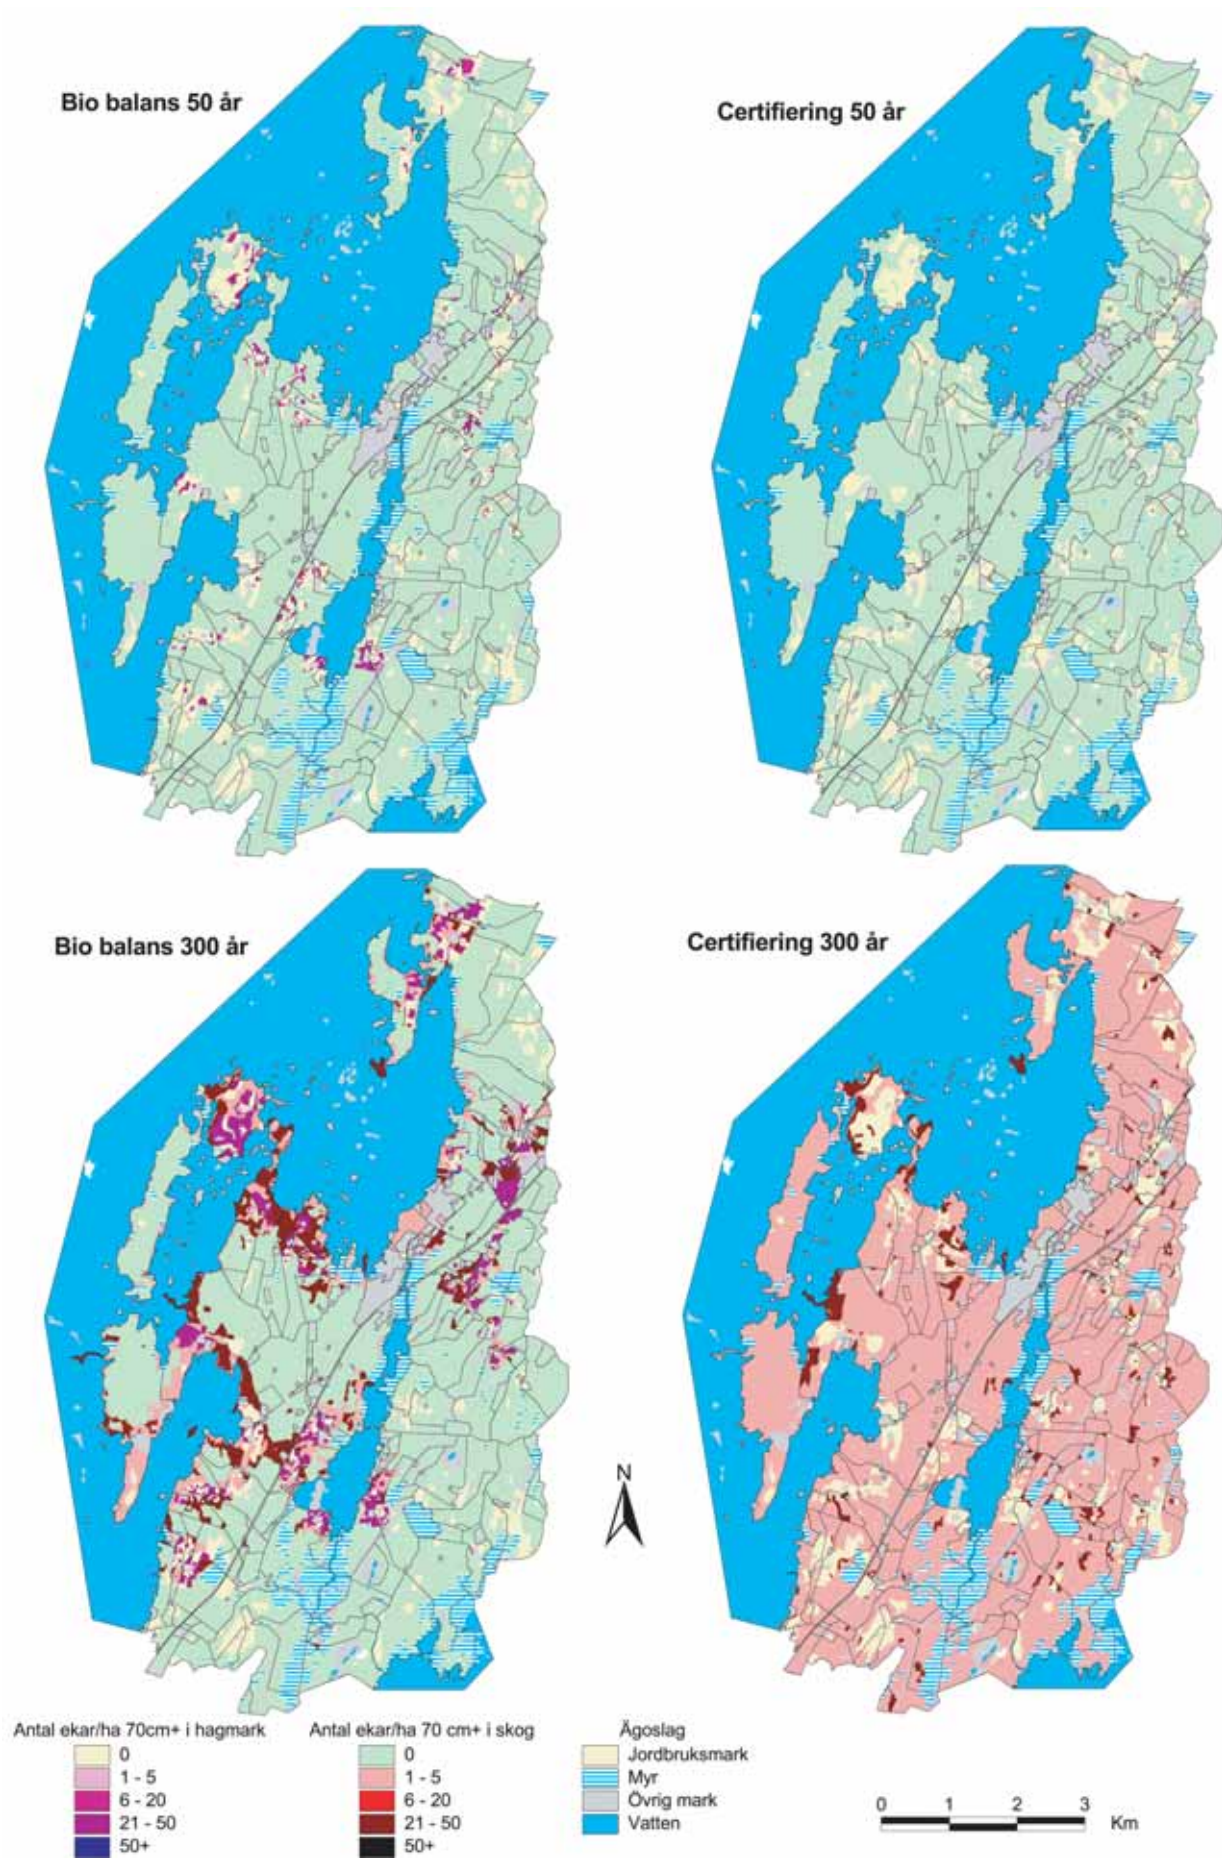 Bio balans 50 år
Certifiering 50 år
Bio balans 300 år
Certifiering 300 år
N
Antal ekar/ha 70cm+ i hagmark
0
1 - 5
6 - 20
21 - 50
50+
Antal ekar/ha 70 cm+ i skog
0
1 - 5
6 - 20
21 - 50
50+
Ägoslag
Jordbruksmark
Myr
Övrig mark
Vatten
0 1 2 3
Km